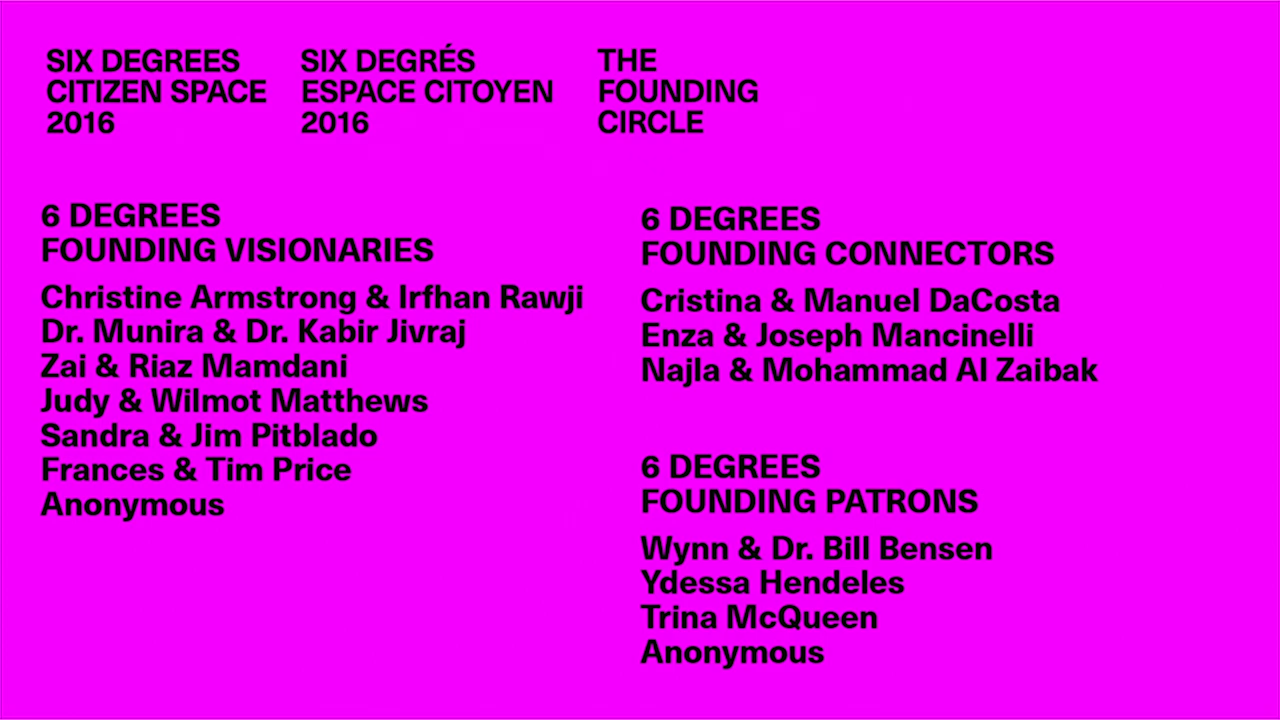 SIX DEGREES
CITIZEN SPACE
2016
SIX DEGRÉS
ESPACE CITOYEN
2016
THE
FOUNDING
CIRCLE
6 DEGREES
FOUNDING VISIONARIES
Christine Armstrong & Irfhan Rawji
Dr. Munira & Dr. Kabir Jivraj
Zai & Riaz Mamdani
Judy & Wilmot Matthews
Sandra & Jim Pitblado
Frances & Tim Price
Anonymous
6 DEGREES
FOUNDING CONNECTORS
Cristina & Manuel DaCosta
Enza & Joseph Mancinelli
Najla & Mohammad Al Zaibak
6 DEGREES
FOUNDING PATRONS
Wynn & Dr. Bill Bensen
Ydessa Hendeles
Trina McQueen
Anonymous